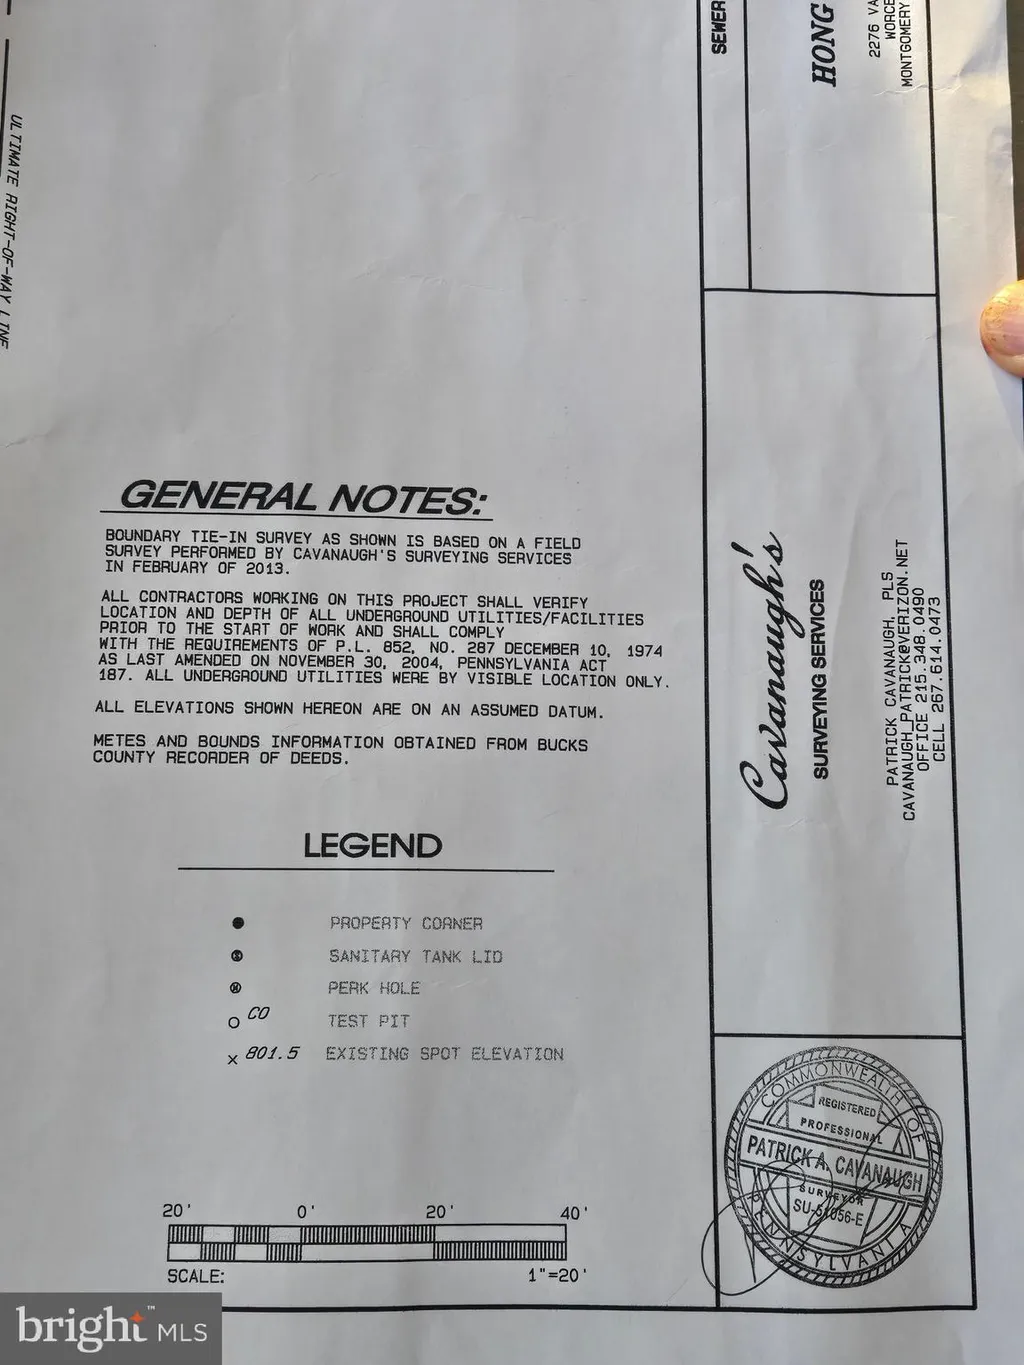 ULTIMATE RIGHT-OF-WAY LINE
GENERAL NOTES:
BOUNDARY TIE-IN SURVEY AS SHOWN IS BASED ON A FIELD
SURVEY PERFORMED BY CAVANAUGH'S SURVEYING SERVICES
IN FEBRUARY OF 2013.
ALL CONTRACTORS WORKING ON THIS PROJECT SHALL VERIFY
LOCATION AND DEPTH OF ALL UNDERGROUND UTILITIES/FACILITIES
PRIOR TO THE START OF WORK AND SHALL COMPLY
WITH THE REQUIREMENTS OF P.L. 852, NO. 287 DECEMBER 10, 1974
AS LAST AMENDED ON NOVEMBER 30, 2004, PENNSYLVANIA ACT
187. ALL UNDERGROUND UTILITIES WERE BY VISIBLE LOCATION ONLY.
ALL ELEVATIONS SHOWN HEREON ARE ON AN ASSUMED DATUM.
METES AND BOUNDS INFORMATION OBTAINED FROM BUCKS
COUNTY RECORDER OF DEEDS.
LEGEND
PROPERTY CORNER
SANITARY TANK LID
PERK HOLE
CO TEST PIT
801.5 EXISTING SPOT ELEVATION
20' 0' 20' 40'
SCALE: 1"=20'
SEWER
HONG
2276 VA
WORCE
MONTGOMERY
Cavanaugh's
SURVEYING SERVICES
PATRICK CAVANAUGH, PLS
CAVANAUGH_PATRICK@VERIZON.NET
OFFICE 215.348.0490
CELL 267.614.0473
COMMONWEALTH OF
REGISTERED
PROFESSIONAL
PATRICK A. CAVANAUGH
SURVEYOR
SU-51056-E
PENNSYLVANIA
bright™ MLS